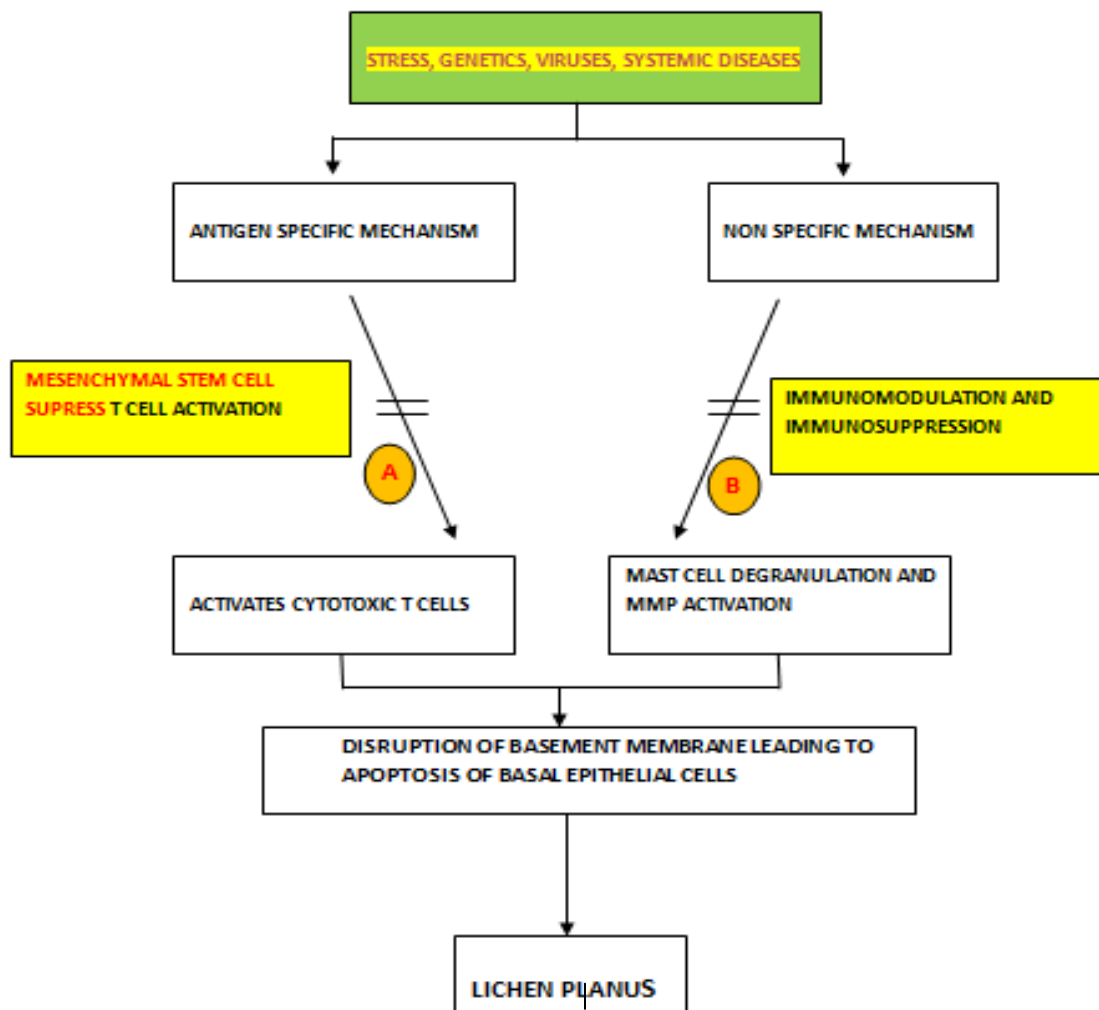 STRESS, GENETICS, VIRUSES, SYSTEMIC DISEASES
ANTIGEN SPECIFIC MECHANISM
NON SPECIFIC MECHANISM
MESENCHYMAL STEM CELL
SUPRESS T CELL ACTIVATION
IMMUNOMODULATION AND
IMMUNOSUPPRESSION
A
B
ACTIVATES CYTOTOXIC T CELLS
MAST CELL DEGRANULATION AND
MMP ACTIVATION
DISRUPTION OF BASEMENT MEMBRANE LEADING TO
APOPTOSIS OF BASAL EPITHELIAL CELLS
LICHEN PLANUS